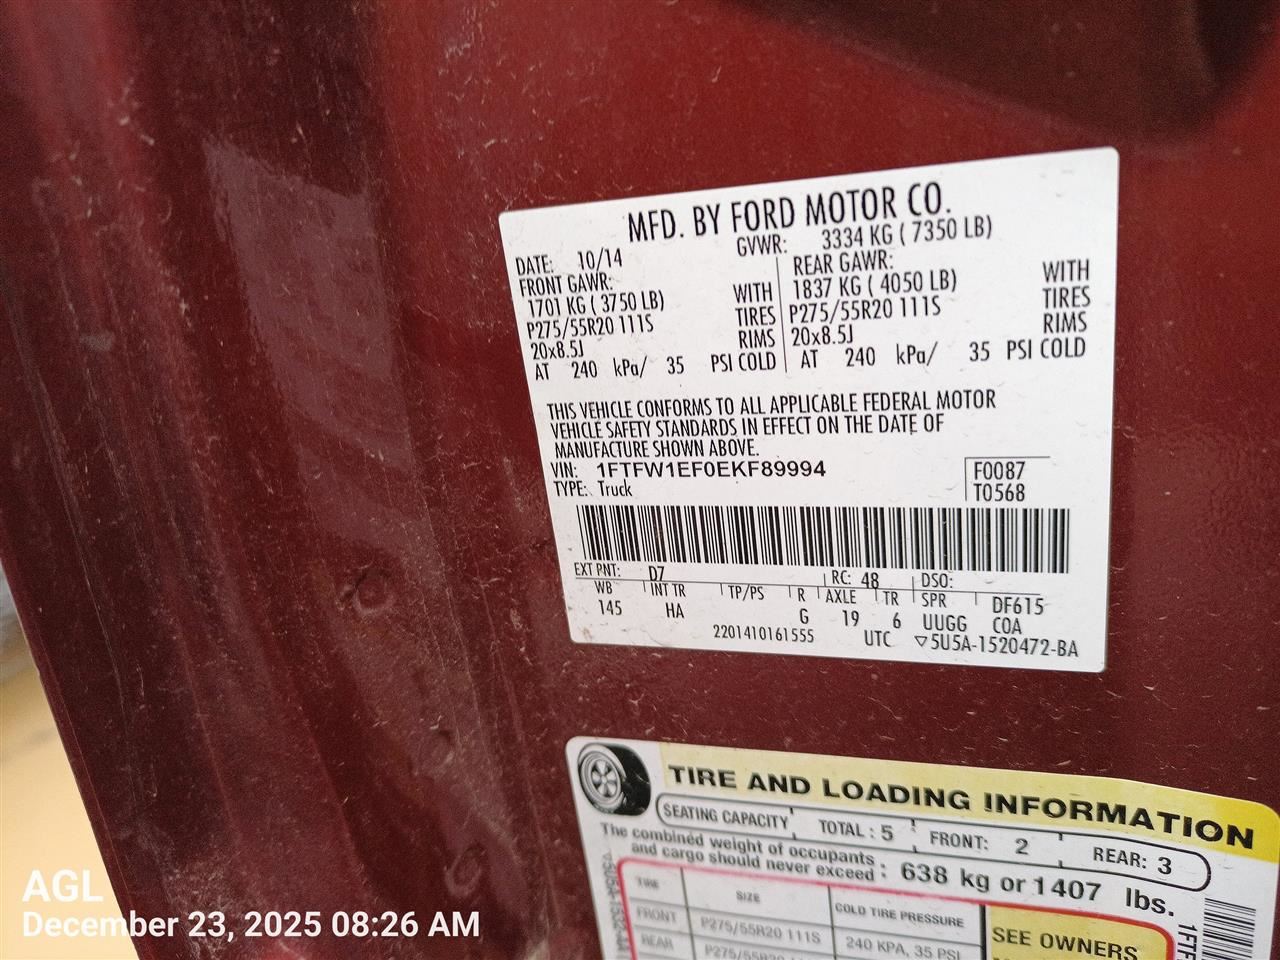 MFD. BY FORD MOTOR CO.
DATE: 10/14 GVWR: 3334 KG ( 7350 LB)
FRONT GAWR: REAR GAWR:
1701 KG ( 3750 LB) WITH 1837 KG ( 4050 LB) WITH
P275/55R20 111S TIRES P275/55R20 111S TIRES
20x8.5J RIMS 20x8.5J RIMS
AT 240 kPa/ 35 PSI COLD AT 240 kPa/ 35 PSI COLD
THIS VEHICLE CONFORMS TO ALL APPLICABLE FEDERAL MOTOR
VEHICLE SAFETY STANDARDS IN EFFECT ON THE DATE OF
MANUFACTURE SHOWN ABOVE.
VIN: 1FTFW1EF0EKF89994 F0087
TYPE: Truck T0568
EXT PNT: D7 RC: 48 DSO:
WB INT TR TP/PS R AXLE TR SPR DF615
145 HA G 19 6 UUGG COA
2201410161555 UTC ▽5U5A-1520472-BA
TIRE AND LOADING INFORMATION
SEATING CAPACITY TOTAL : 5 FRONT: 2 REAR: 3
The combined weight of occupants
and cargo should never exceed : 638 kg or 1407 lbs.
TIRE SIZE COLD TIRE PRESSURE SEE OWNERS
FRONT P275/55R20 111S 240 KPA, 35 PSI
REAR P275/55R20 111S
1FTF
AGL
December 23, 2025 08:26 AM